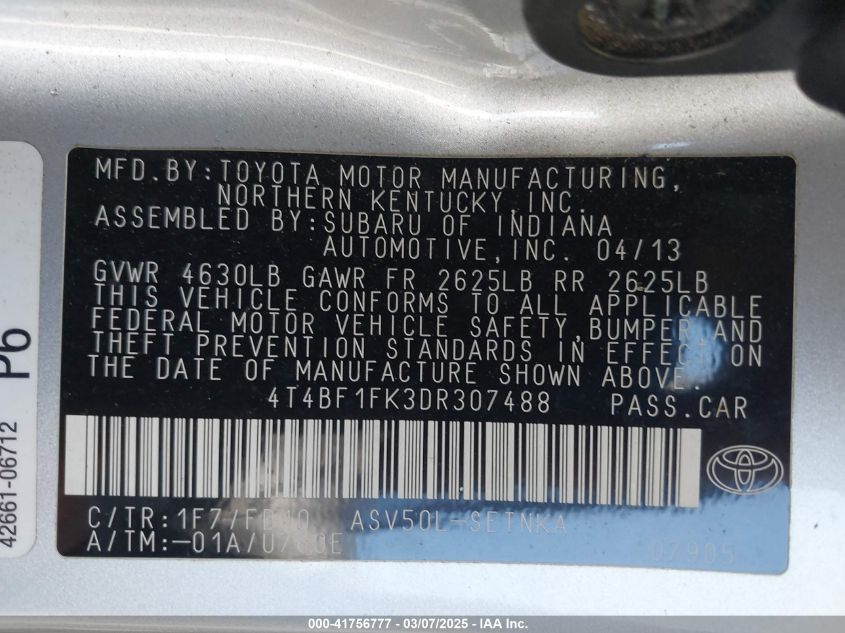 MFD.BY:TOYOTA MOTOR MANUFACTURING,
NORTHERN KENTUCKY,INC.
ASSEMBLED BY:SUBARU OF INDIANA
AUTOMOTIVE,INC. 04/13
GVWR 4630LB GAWR FR 2625LB RR 2625LB
THIS VEHICLE CONFORMS TO ALL APPLICABLE
FEDERAL MOTOR VEHICLE SAFETY,BUMPER,AND
THEFT PREVENTION STANDARDS IN EFFECT ON
THE DATE OF MANUFACTURE SHOWN ABOVE.
4T4BF1FK3DR307488 PASS.CAR
C/TR:1F7/FD10 ASV50L-SETNKA
A/TM:-01A/U760E 07905
42661-06712
P6
000-41756777 — 03/07/2025 — IAA Inc.